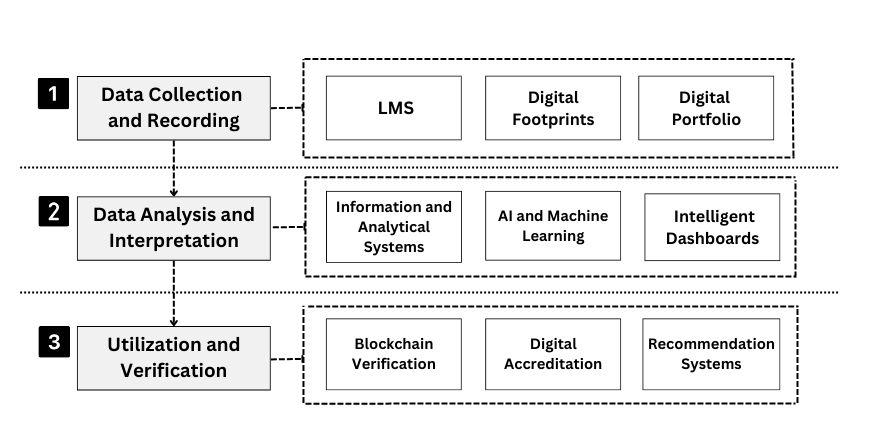 1
Data Collection
and Recording
LMS
Digital
Footprints
Digital
Portfolio
2
Data Analysis and
Interpretation
Information and
Analytical
Systems
AI and Machine
Learning
Intelligent
Dashboards
3
Utilization and
Verification
Blockchain
Verification
Digital
Accreditation
Recommendation
Systems